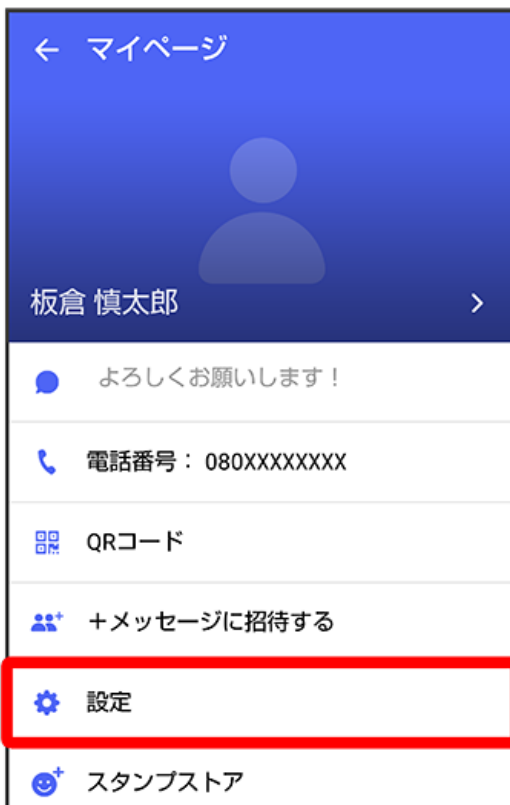 マイページ
板倉 慎太郎
よろしくお願いします！
電話番号： 080XXXXXXXX
QRコード
＋メッセージに招待する
設定
スタンプストア